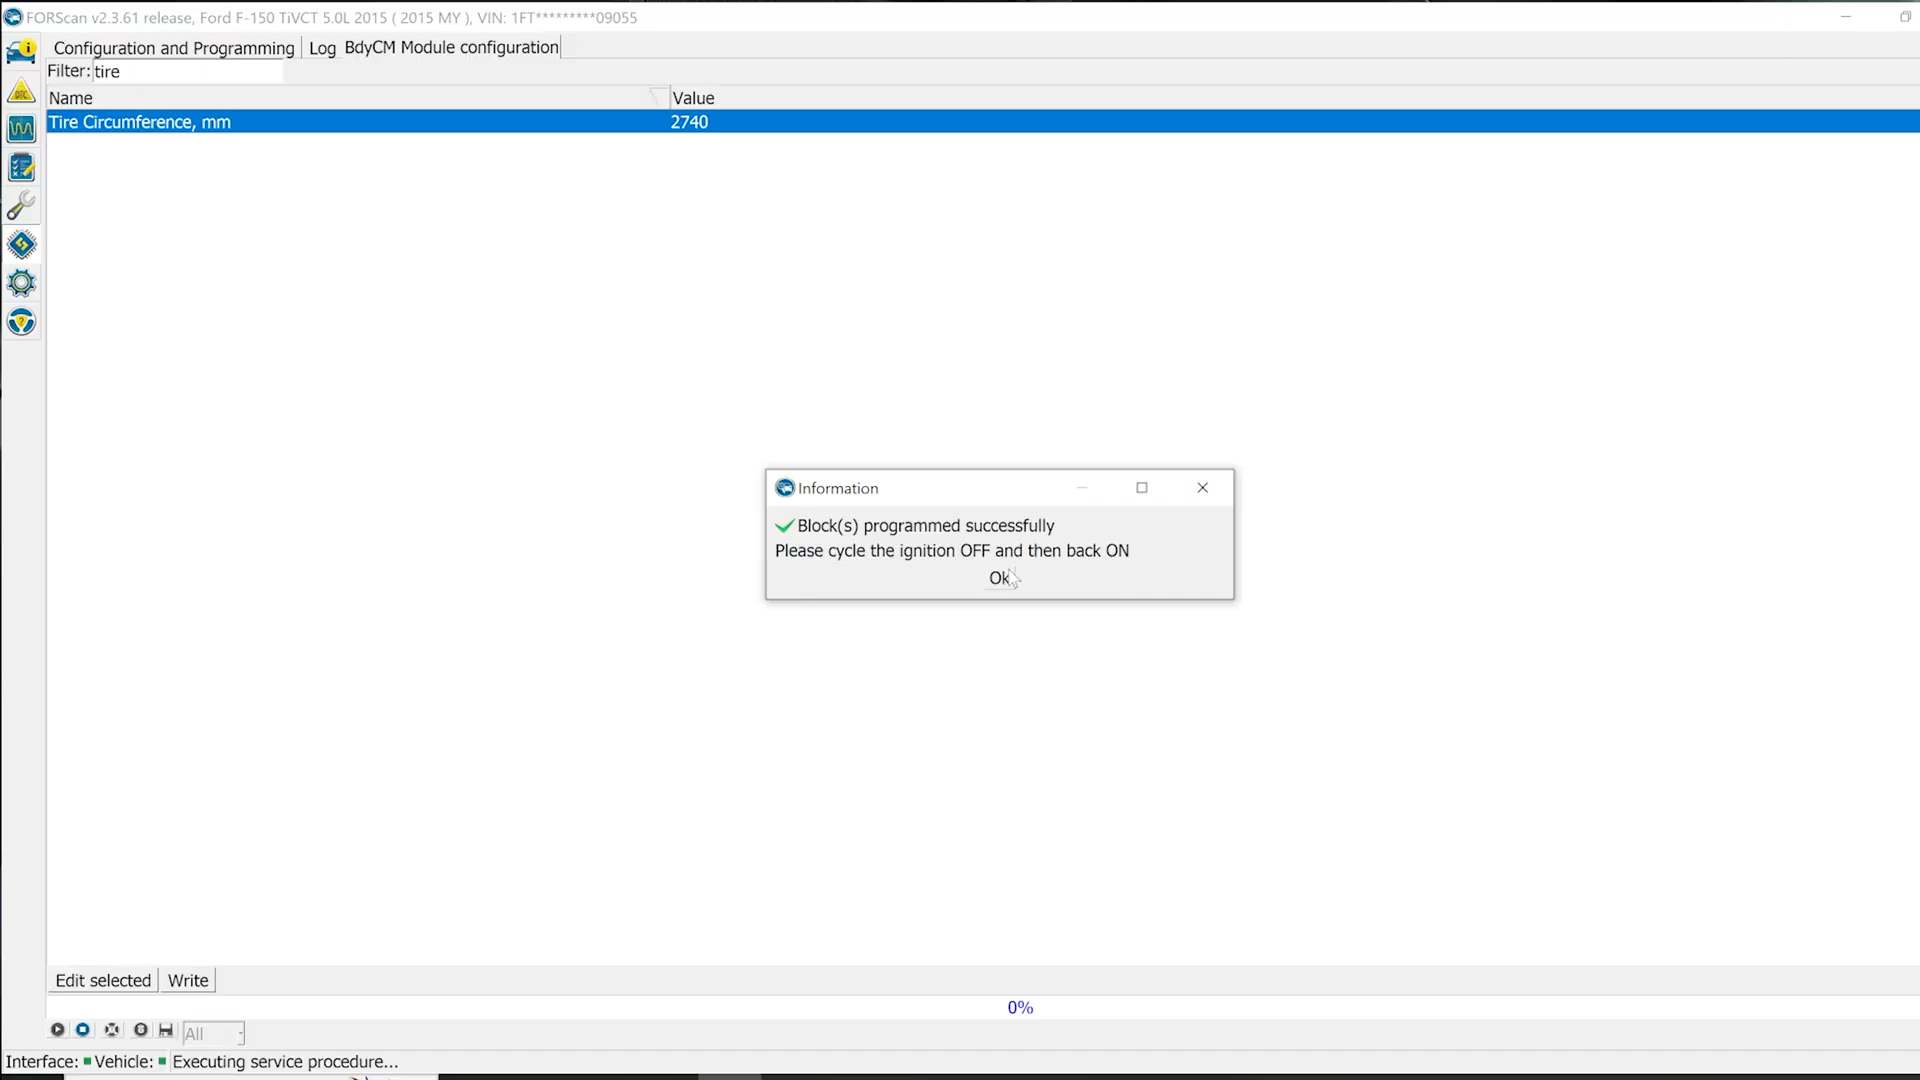 FORScan v2.3.61 release, Ford F-150 TiVCT 5.0L 2015 ( 2015 MY ), VIN: 1FT*********09055
Configuration and Programming Log BdyCM Module configuration
Filter: tire
Name Value
Tire Circumference, mm 2740
Information
Block(s) programmed successfully
Please cycle the ignition OFF and then back ON
Ok
Edit selected Write
0%
All
Interface: Vehicle: Executing service procedure...